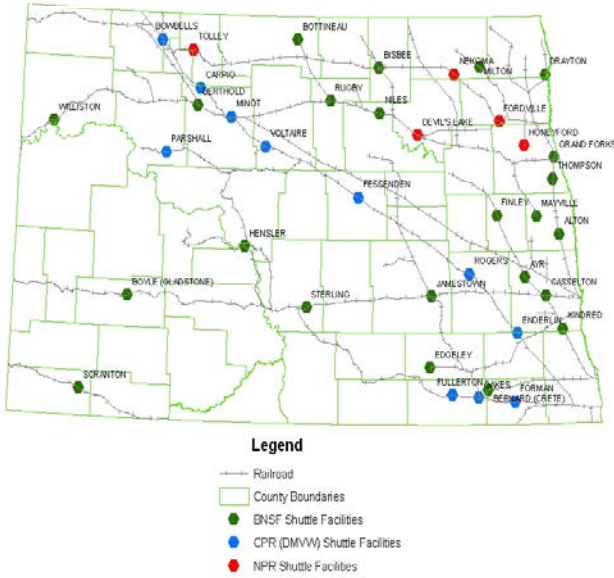 BOWBELLS
TOLLEY
BOTTINEAU
BISBEE
NEKOMA
MILTON
DRAYTON
CARPIO
BERTHOLD
RUGBY
WILLISTON
MINOT
NILES
FORDVILLE
DEVIL'S LAKE
HONEYFORD
PARSHALL
VOLTAIRE
GRAND FORKS
THOMPSON
FESSENDEN
FINLEY
MAYVILLE
ALTON
HENSLER
ROGERS
AYR
BOYLE (GLADSTONE)
STERLING
JAMESTOWN
CASSELTON
ENDERLIN
KINDRED
EDGELEY
SCRANTON
FULLERTON
FORMAN
BERNARD (CRETE)
Legend
Railroad
County Boundaries
BNSF Shuttle Facilities
CPR (DMVW) Shuttle Facilities
NPR Shuttle Facilities